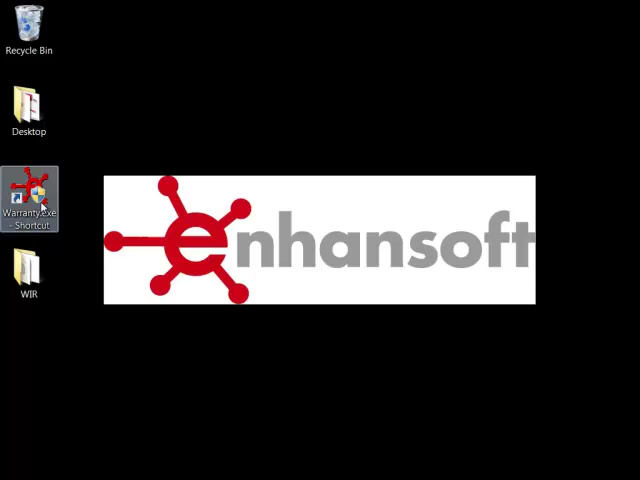 Recycle Bin
Desktop
Warranty.exe
- Shortcut
WIR
enhansoft